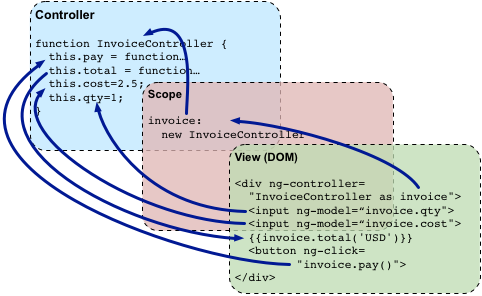 Controller
function InvoiceController {
this.pay = function…
this.total = function…
this.cost=2.5;
this.qty=1;
}
Scope
invoice:
new InvoiceController
View (DOM)
<div ng-controller=
"InvoiceController as invoice">
<input ng-model=“invoice.qty">
<input ng-model=“invoice.cost">
{{invoice.total('USD')}}
<button ng-click=
"invoice.pay()">
</div>